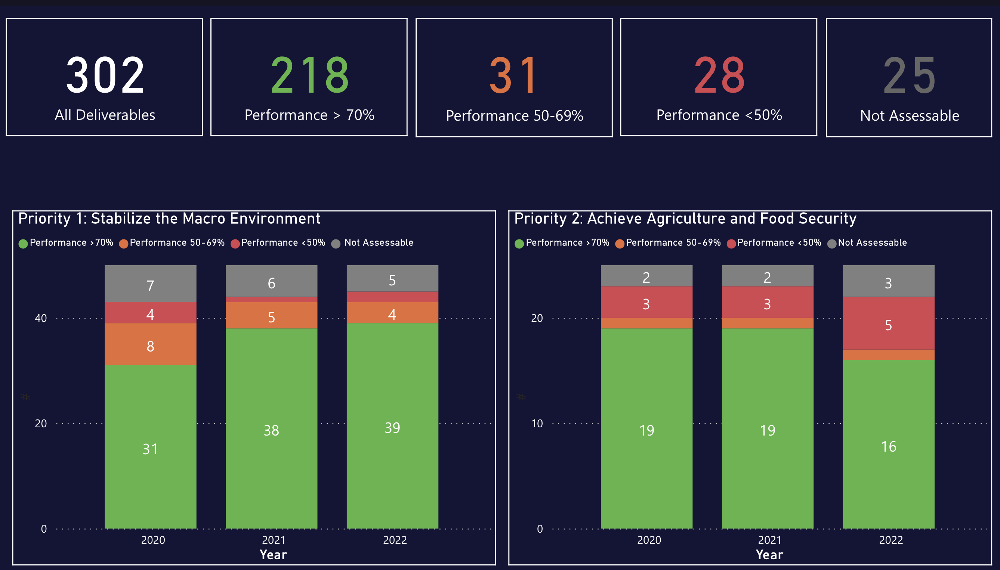 302
All Deliverables
218
Performance > 70%
31
Performance 50-69%
28
Performance <50%
25
Not Assessable
Priority 1: Stabilize the Macro Environment
Performance >70% Performance 50-69% Performance <50% Not Assessable
7 6 5
4
40
5 4
8
#
20
31 38 39
0
2020 2021 2022
Year
Priority 2: Achieve Agriculture and Food Security
Performance >70% Performance 50-69% Performance <50% Not Assessable
2 2 3
3 3 5
20
#
10
19 19 16
0
2020 2021 2022
Year